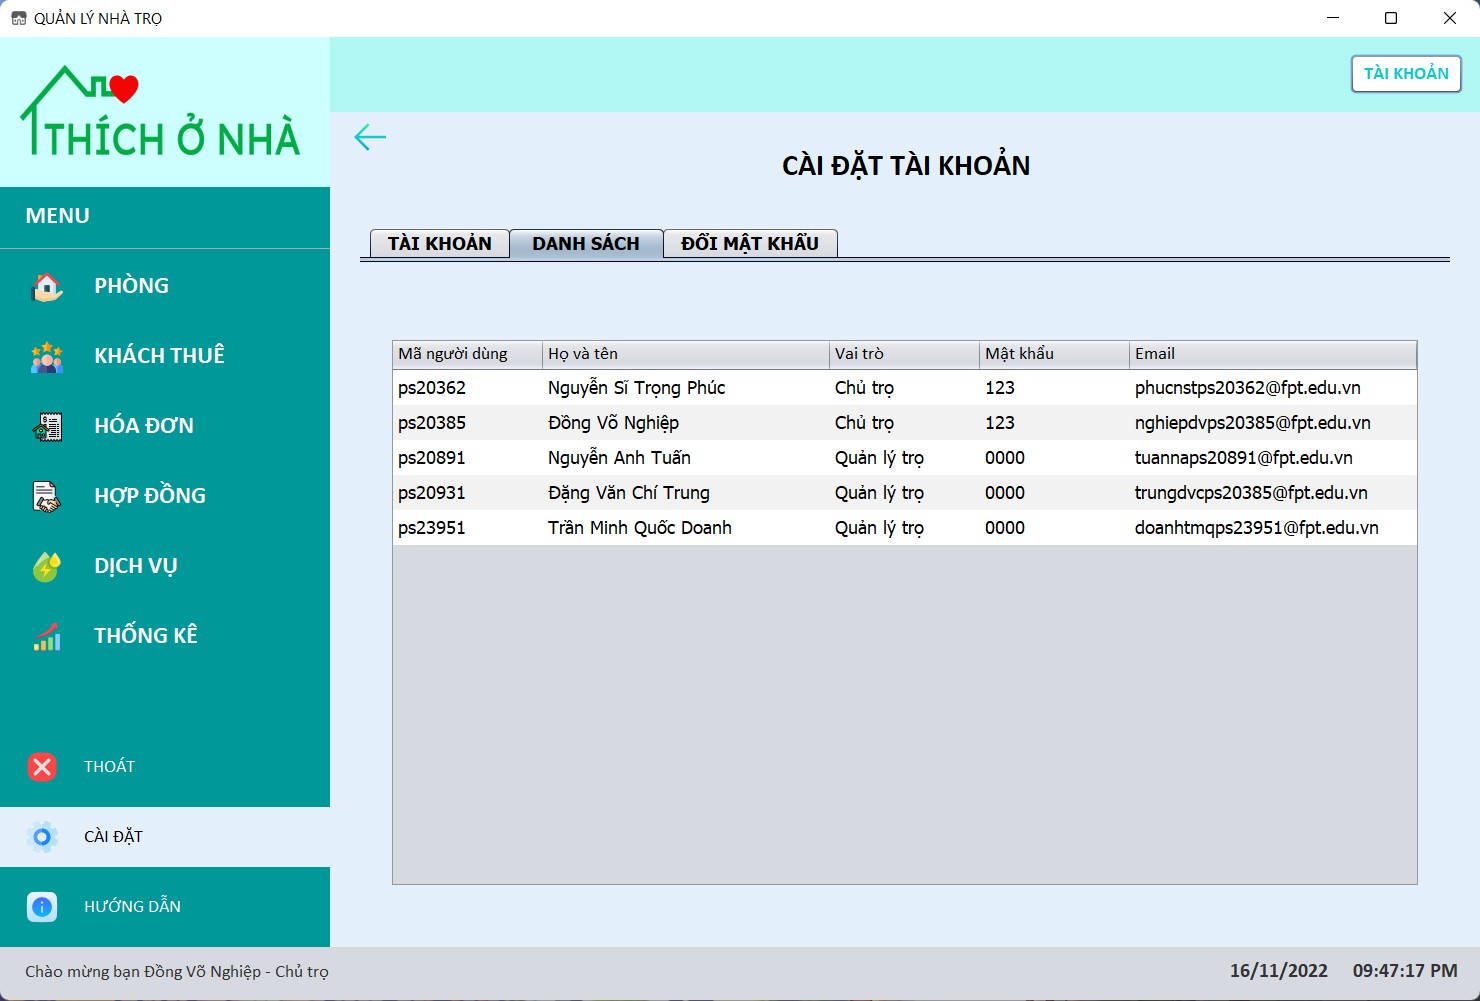 QUẢN LÝ NHÀ TRỌ
THÍCH Ở NHÀ
TÀI KHOẢN
CÀI ĐẶT TÀI KHOẢN
MENU
PHÒNG
KHÁCH THUÊ
HÓA ĐƠN
HỢP ĐỒNG
DỊCH VỤ
THỐNG KÊ
THOÁT
CÀI ĐẶT
HƯỚNG DẪN
TÀI KHOẢN DANH SÁCH ĐỔI MẬT KHẨU
Mã người dùng Họ và tên Vai trò Mật khẩu Email
ps20362 Nguyễn Sĩ Trọng Phúc Chủ trọ 123 phucnstps20362@fpt.edu.vn
ps20385 Đồng Võ Nghiệp Chủ trọ 123 nghiepdvps20385@fpt.edu.vn
ps20891 Nguyễn Anh Tuấn Quản lý trọ 0000 tuannaps20891@fpt.edu.vn
ps20931 Đặng Văn Chí Trung Quản lý trọ 0000 trungdvcps20385@fpt.edu.vn
ps23951 Trần Minh Quốc Doanh Quản lý trọ 0000 doanhtmqps23951@fpt.edu.vn
Chào mừng bạn Đồng Võ Nghiệp - Chủ trọ
16/11/2022 09:47:17 PM